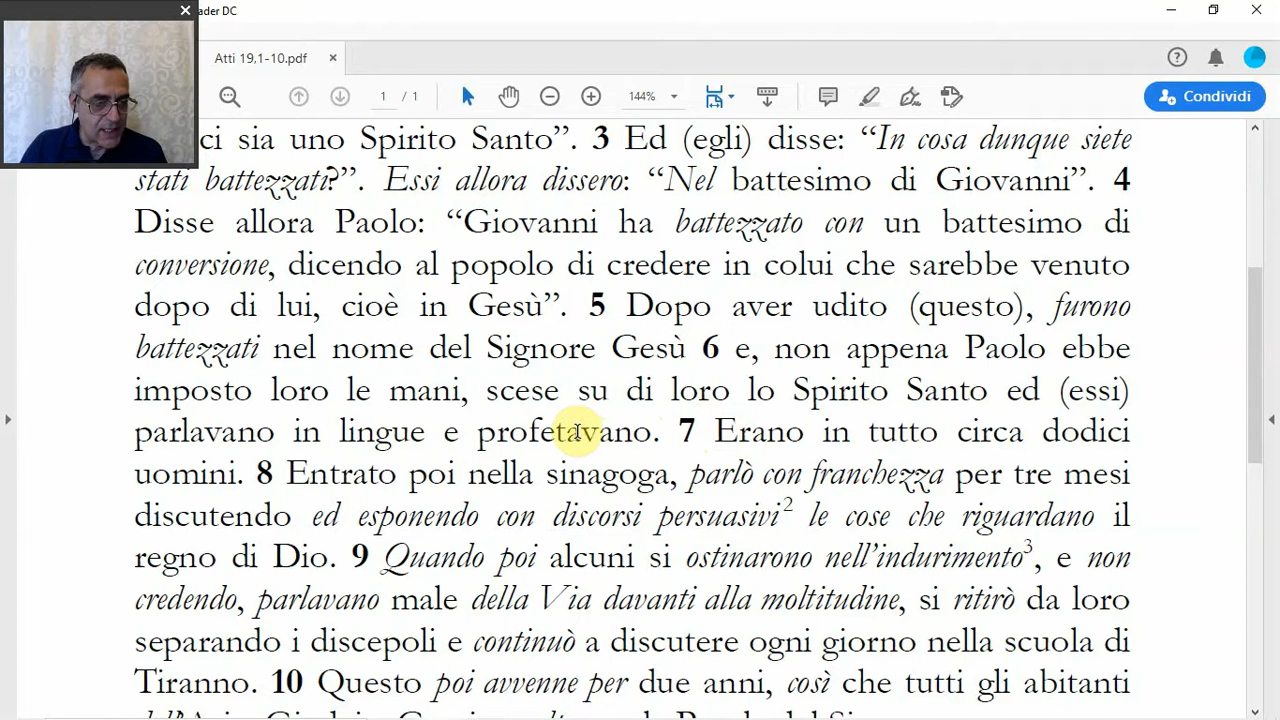 ader DC
Atti 19,1-10.pdf
1 / 1
144%
Condividi
ci sia uno Spirito Santo”. 3 Ed (egli) disse: “In cosa dunque siete
stati battezzati?”. Essi allora dissero: “Nel battesimo di Giovanni”. 4
Disse allora Paolo: “Giovanni ha battezzato con un battesimo di
conversione, dicendo al popolo di credere in colui che sarebbe venuto
dopo di lui, cioè in Gesù”. 5 Dopo aver udito (questo), furono
battezzati nel nome del Signore Gesù 6 e, non appena Paolo ebbe
imposto loro le mani, scese su di loro lo Spirito Santo ed (essi)
parlavano in lingue e profetavano. 7 Erano in tutto circa dodici
uomini. 8 Entrato poi nella sinagoga, parlò con franchezza per tre mesi
discutendo ed esponendo con discorsi persuasivi2 le cose che riguardano il
regno di Dio. 9 Quando poi alcuni si ostinarono nell’indurimento3, e non
credendo, parlavano male della Via davanti alla moltitudine, si ritirò da loro
separando i discepoli e continuò a discutere ogni giorno nella scuola di
Tiranno. 10 Questo poi avvenne per due anni, così che tutti gli abitanti